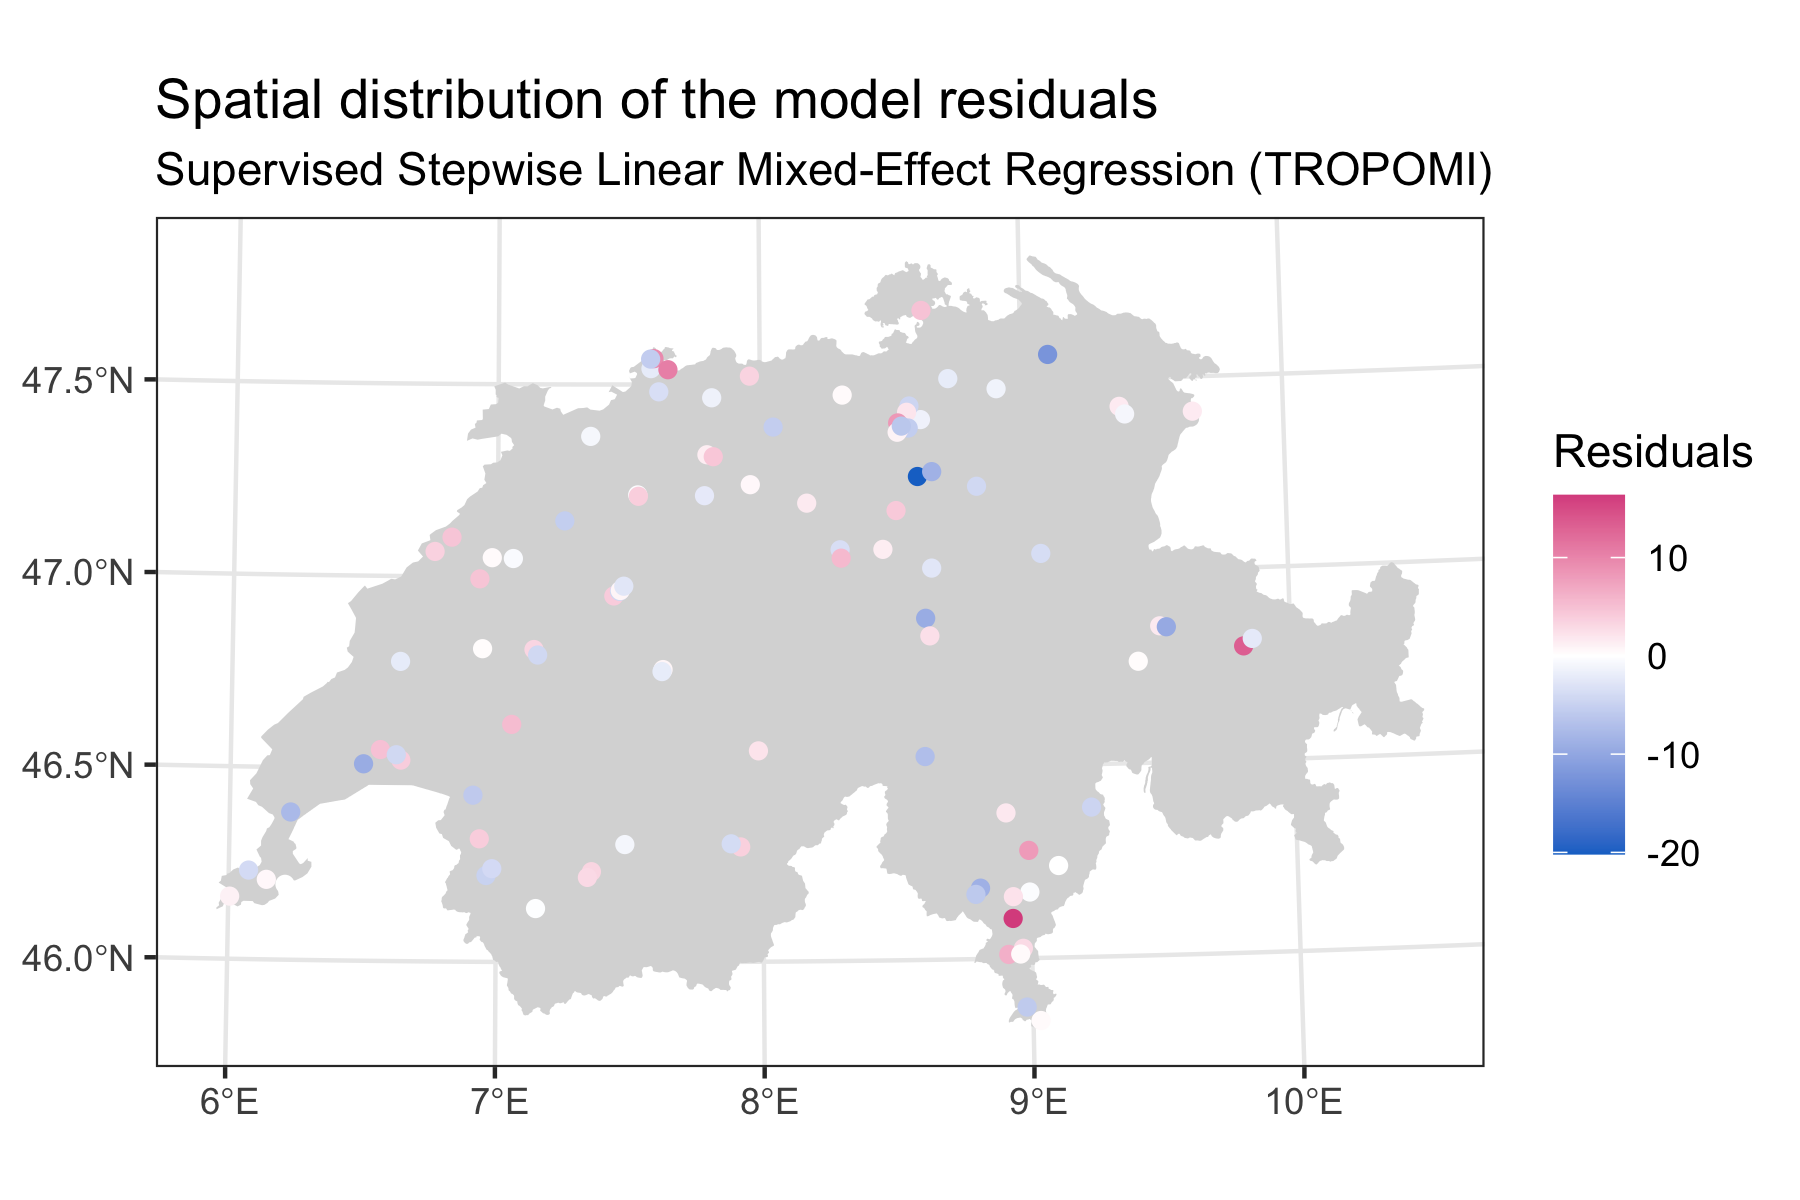 Spatial distribution of the model residuals
Supervised Stepwise Linear Mixed-Effect Regression (TROPOMI)
47.5°N
47.0°N
46.5°N
46.0°N
6°E
7°E
8°E
9°E
10°E
Residuals
10
0
-10
-20